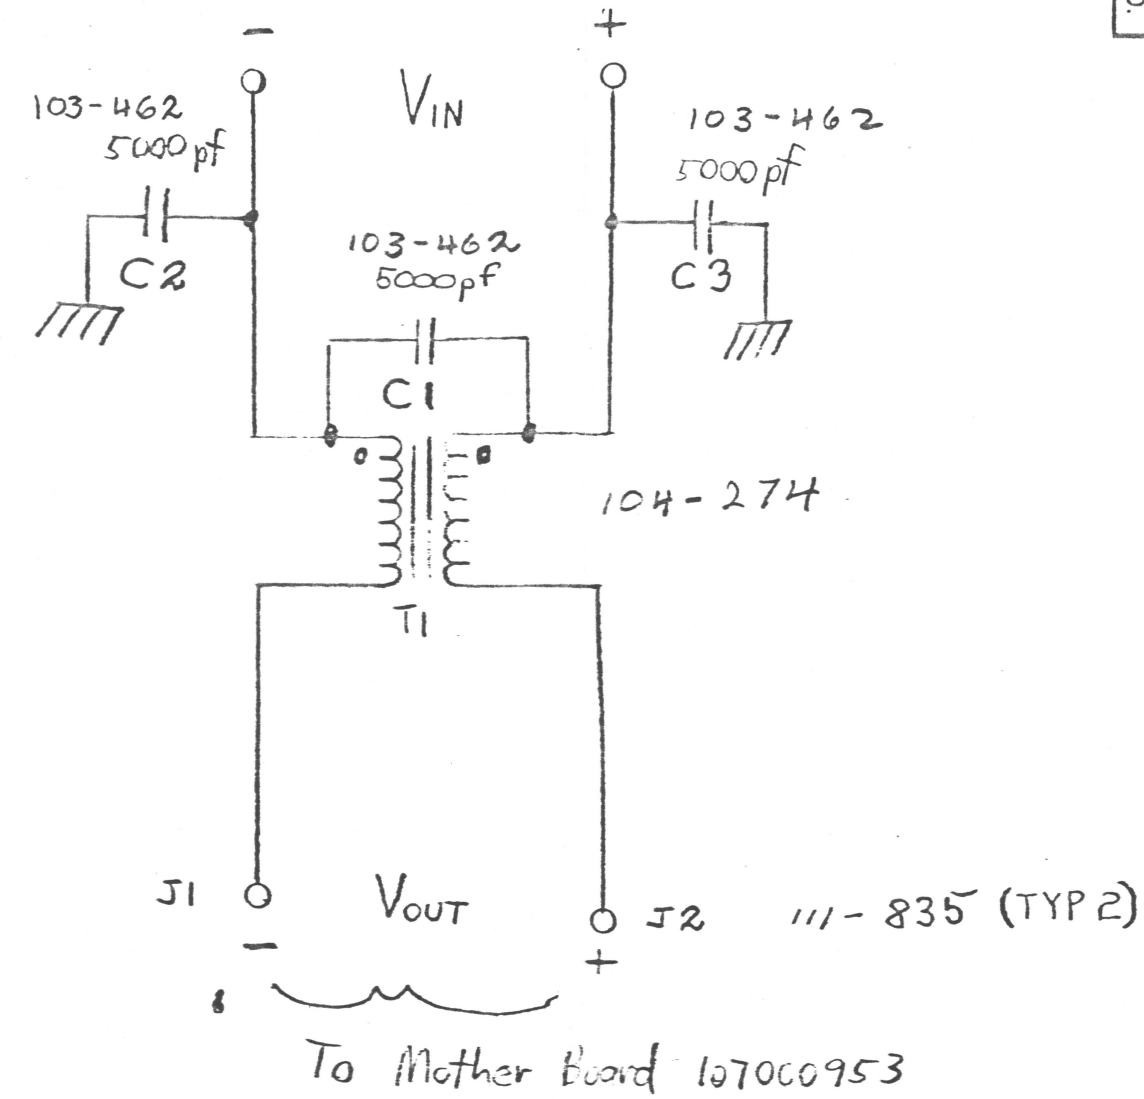 - +
VIN
103-462
5000pf
103-462
5000pf
C2
103-462
5000pf
C3
C1
104-274
T1
J1 VOUT J2 111-835 (TYP 2)
- +
To Mother Board 107000953